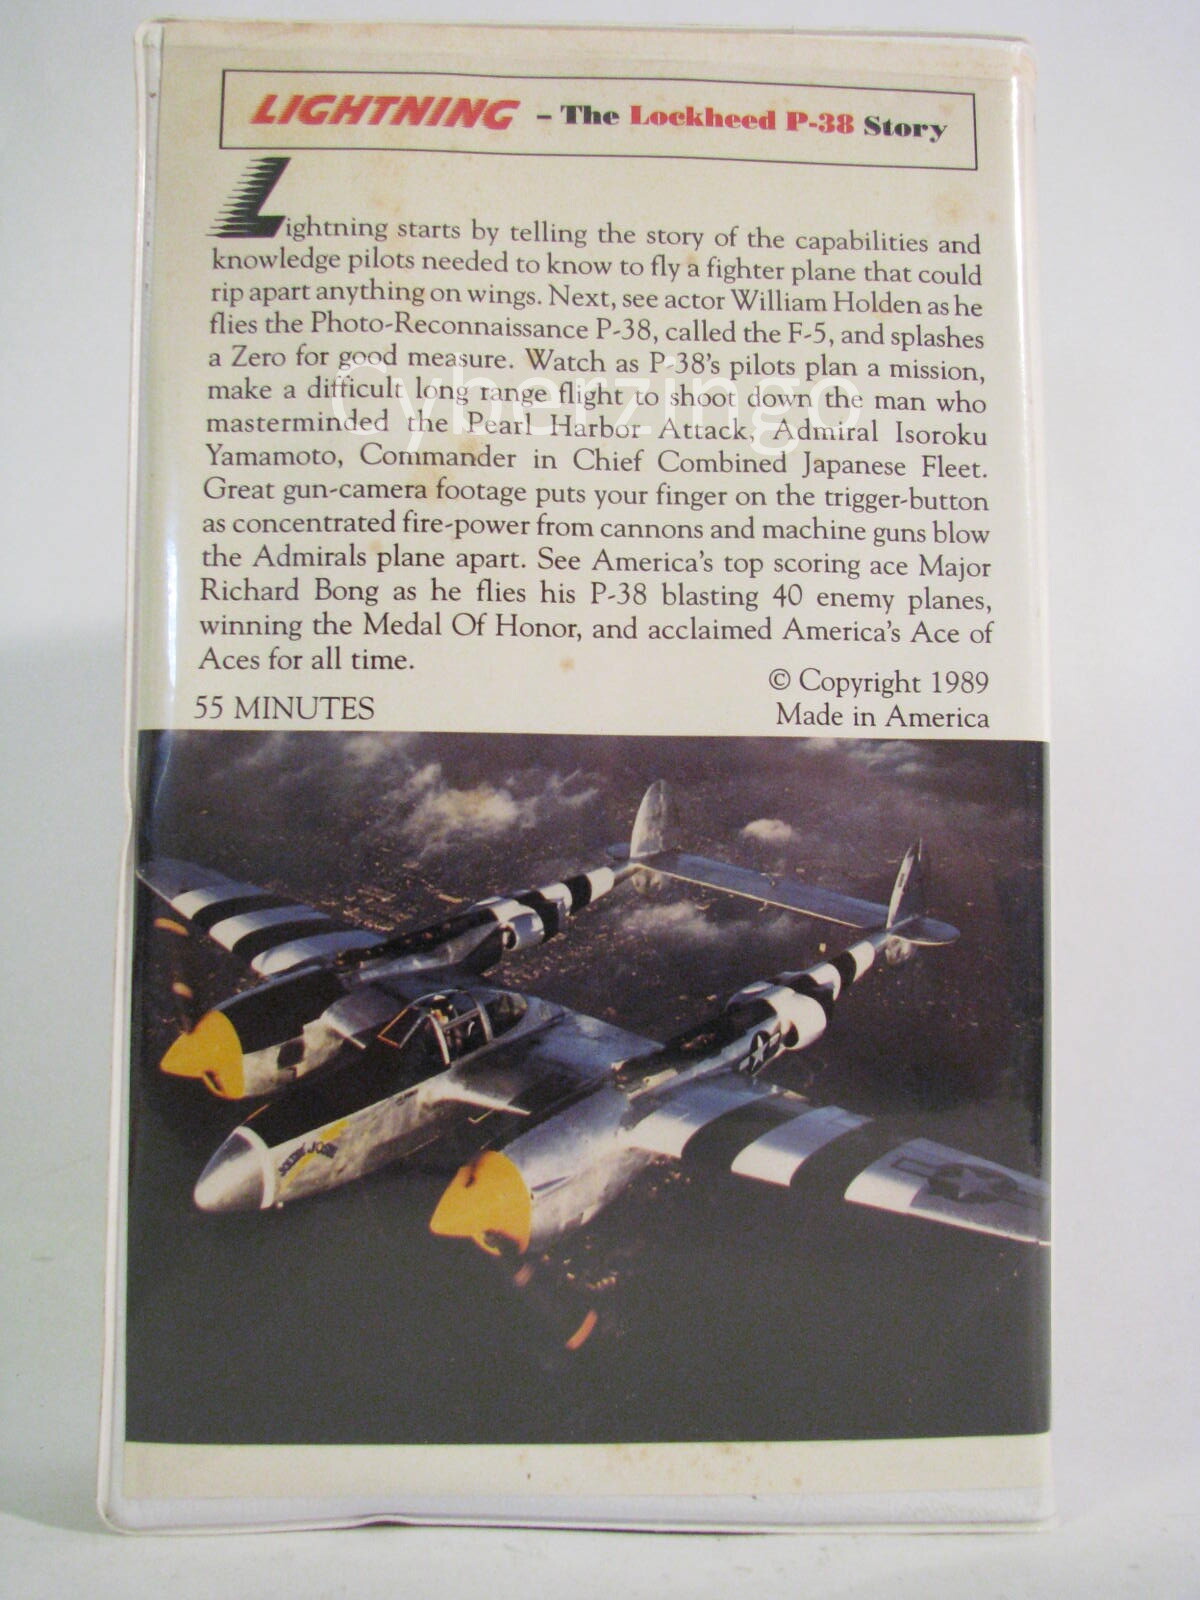 LIGHTNING - The Lockheed P-38 Story
Lightning starts by telling the story of the capabilities and
knowledge pilots needed to know to fly a fighter plane that could
rip apart anything on wings. Next, see actor William Holden as he
flies the Photo-Reconnaissance P-38, called the F-5, and splashes
a Zero for good measure. Watch as P-38's pilots plan a mission,
make a difficult long range flight to shoot down the man who
masterminded the Pearl Harbor Attack, Admiral Isoroku
Yamamoto, Commander in Chief Combined Japanese Fleet.
Great gun-camera footage puts your finger on the trigger-button
as concentrated fire-power from cannons and machine guns blow
the Admirals plane apart. See America's top scoring ace Major
Richard Bong as he flies his P-38 blasting 40 enemy planes,
winning the Medal Of Honor, and acclaimed America's Ace of
Aces for all time.
© Copyright 1989
55 MINUTES
Made in America
Cyberzingo